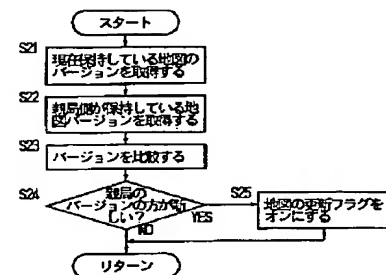 スタート
S21
現在保持している地図の
バージョンを取得する
S22
親局側が保持している地
図バージョンを取得する
S23
バージョンを比較する
S24
親局の
バージョンの方が新
しい?
S25
YES
地図の更新フラグを
オンにする
NO
リターン